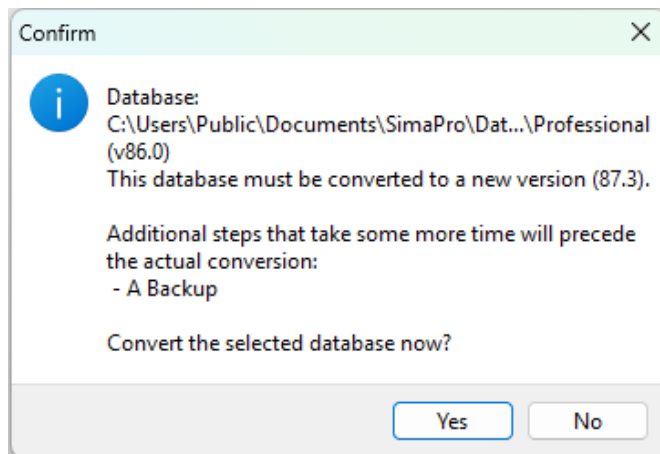 Confirm
Database:
C:\Users\Public\Documents\SimaPro\Dat...\Professional
(v86.0)
This database must be converted to a new version (87.3).
Additional steps that take some more time will precede
the actual conversion:
- A Backup
Convert the selected database now?
Yes No